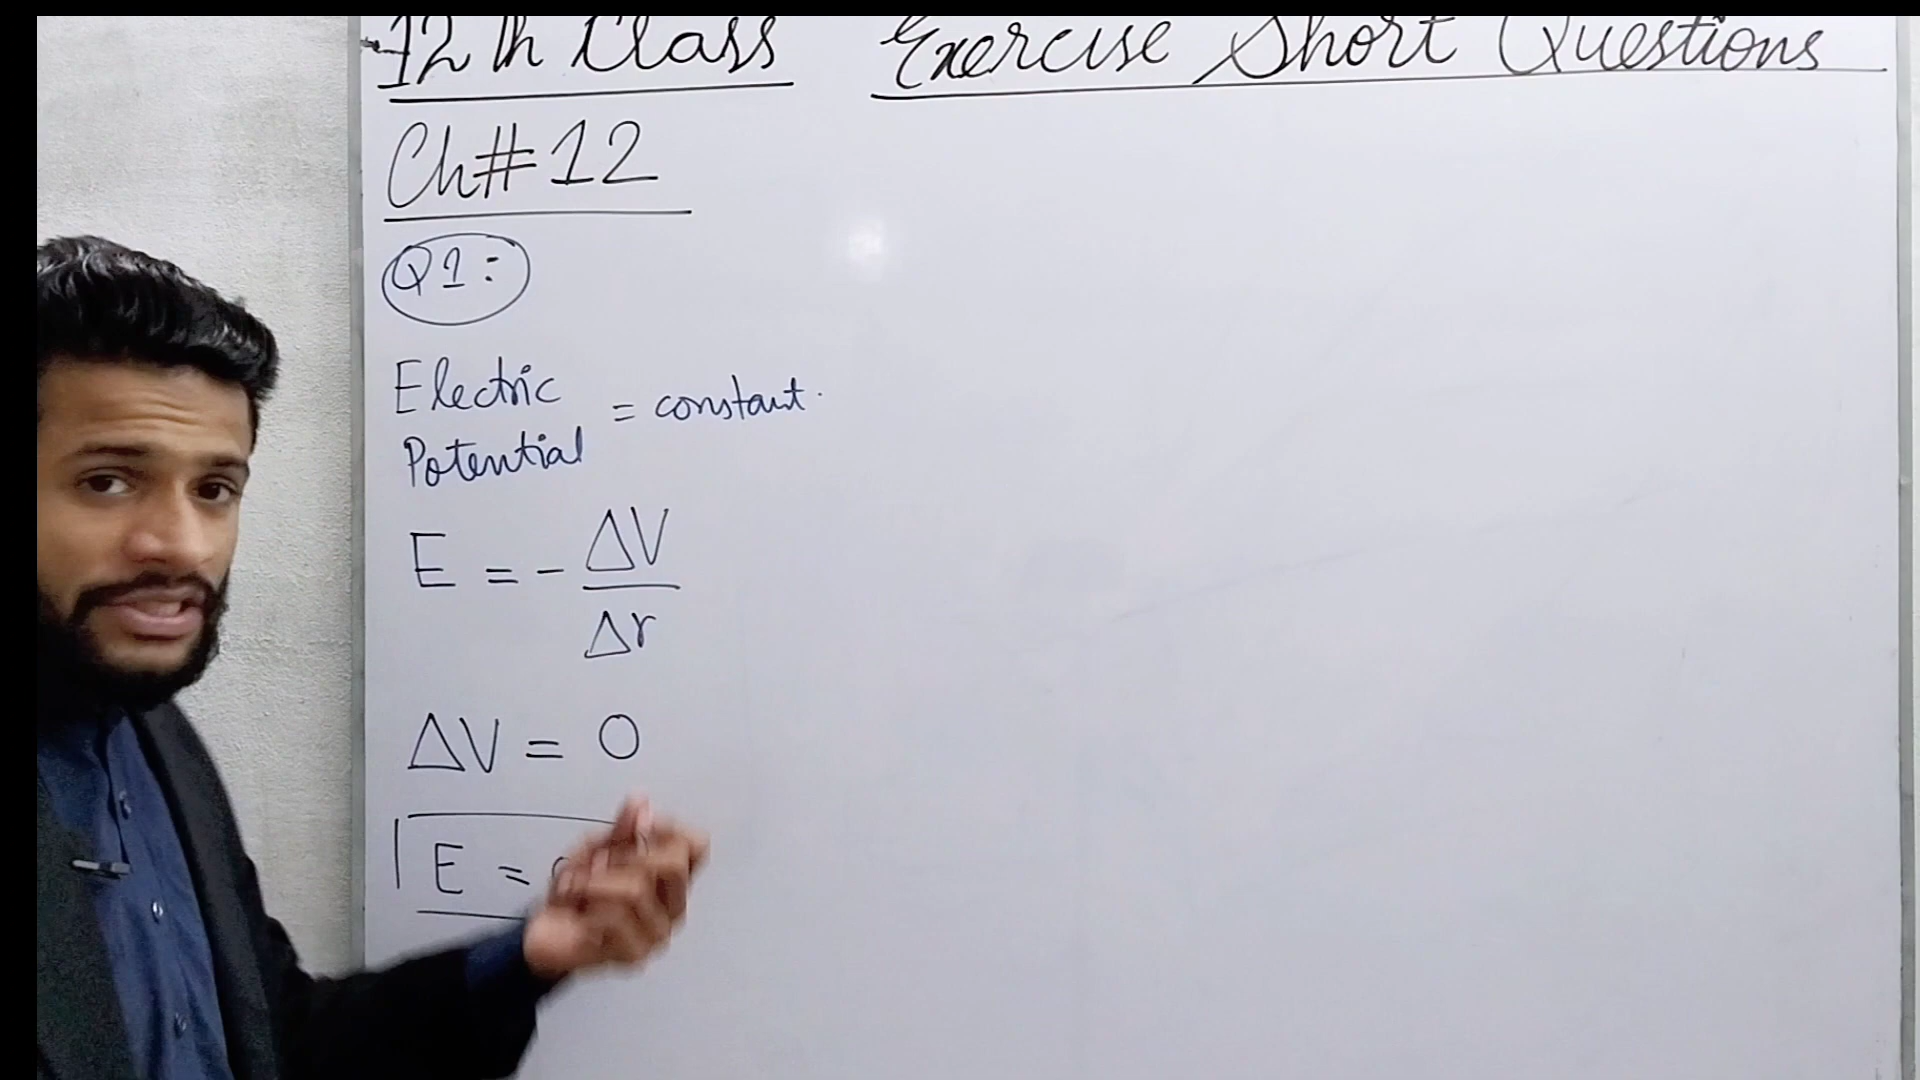 12th Class Exercise Short Questions
Ch#12
Q1:
Electric
Potential = constant.
E = - ΔV
Δr
ΔV = 0
E =